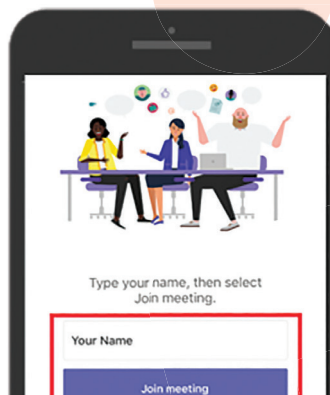 Type your name, then select
Join meeting.
Your Name
Join meeting